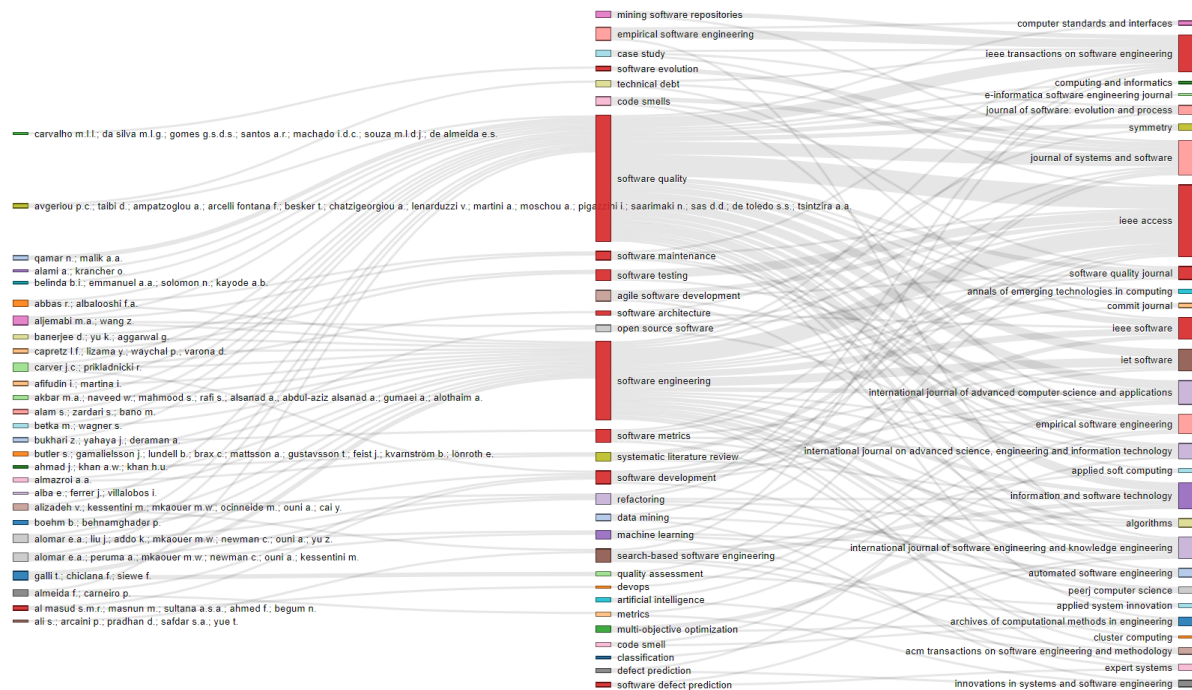 carvalho m.l.l.; da silva m.l.g.; gomes g.s.d.s.; santos a.r.; machado i.d.c.; souza m.l.d.j.; de almeida e.s.
avgeriou p.c.; taibi d.; ampatzoglou a.; arcelli fontana f.; besker t.; chatzigeorgiou a.; lenarduzzi v.; martini a.; moschou a.; pigazzini i.; saarimaki n.; sas d.d.; de toledo s.s.; tsintzira a.a.
qamar n.; malik a.a.
alami a.; krancher o.
belinda b.i.; emmanuel a.a.; solomon n.; kayode a.b.
abbas r.; albalooshi f.a.
aljemabi m.a.; wang z.
banerjee d.; yu k.; aggarwal g.
capretz l.f.; lizama y.; waychal p.; varona d.
carver j.c.; prikladnicki r.
afifudin i.; martina i.
akbar m.a.; naveed w.; mahmood s.; rafi s.; alsanad a.; abdul-aziz alsanad a.; gumaei a.; alothaim a.
alam s.; zardari s.; bano m.
betka m.; wagner s.
bukhari z.; yahaya j.; deraman a.
butler s.; gamalielsson j.; lundell b.; brax c.; mattsson a.; gustavsson t.; feist j.; kvarnström b.; lönroth e.
ahmad j.; khan a.w.; khan h.u.
almazroi a.a.
alba e.; ferrer j.; villalobos i.
alizadeh v.; kessentini m.; mkaouer m.w.; ocinneide m.; ouni a.; cai y.
boehm b.; behnamghader p.
alomar e.a.; liu j.; addo k.; mkaouer m.w.; newman c.; ouni a.; yu z.
alomar e.a.; peruma a.; mkaouer m.w.; newman c.; ouni a.; kessentini m.
galli t.; chiclana f.; siewe f.
almeida f.; carneiro p.
al masud s.m.r.; masnun m.; sultana a.s.a.; ahmed f.; begum n.
ali s.; arcaini p.; pradhan d.; safdar s.a.; yue t.
mining software repositories
empirical software engineering
case study
software evolution
technical debt
code smells
software quality
software maintenance
software testing
agile software development
software architecture
open source software
software engineering
software metrics
systematic literature review
software development
refactoring
data mining
machine learning
search-based software engineering
quality assessment
devops
artificial intelligence
metrics
multi-objective optimization
code smell
classification
defect prediction
software defect prediction
computer standards and interfaces
ieee transactions on software engineering
computing and informatics
e-informatica software engineering journal
journal of software: evolution and process
symmetry
journal of systems and software
ieee access
software quality journal
annals of emerging technologies in computing
commit journal
ieee software
iet software
international journal of advanced computer science and applications
empirical software engineering
international journal on advanced science, engineering and information technology
applied soft computing
information and software technology
algorithms
international journal of software engineering and knowledge engineering
automated software engineering
peerj computer science
applied system innovation
archives of computational methods in engineering
cluster computing
acm transactions on software engineering and methodology
expert systems
innovations in systems and software engineering